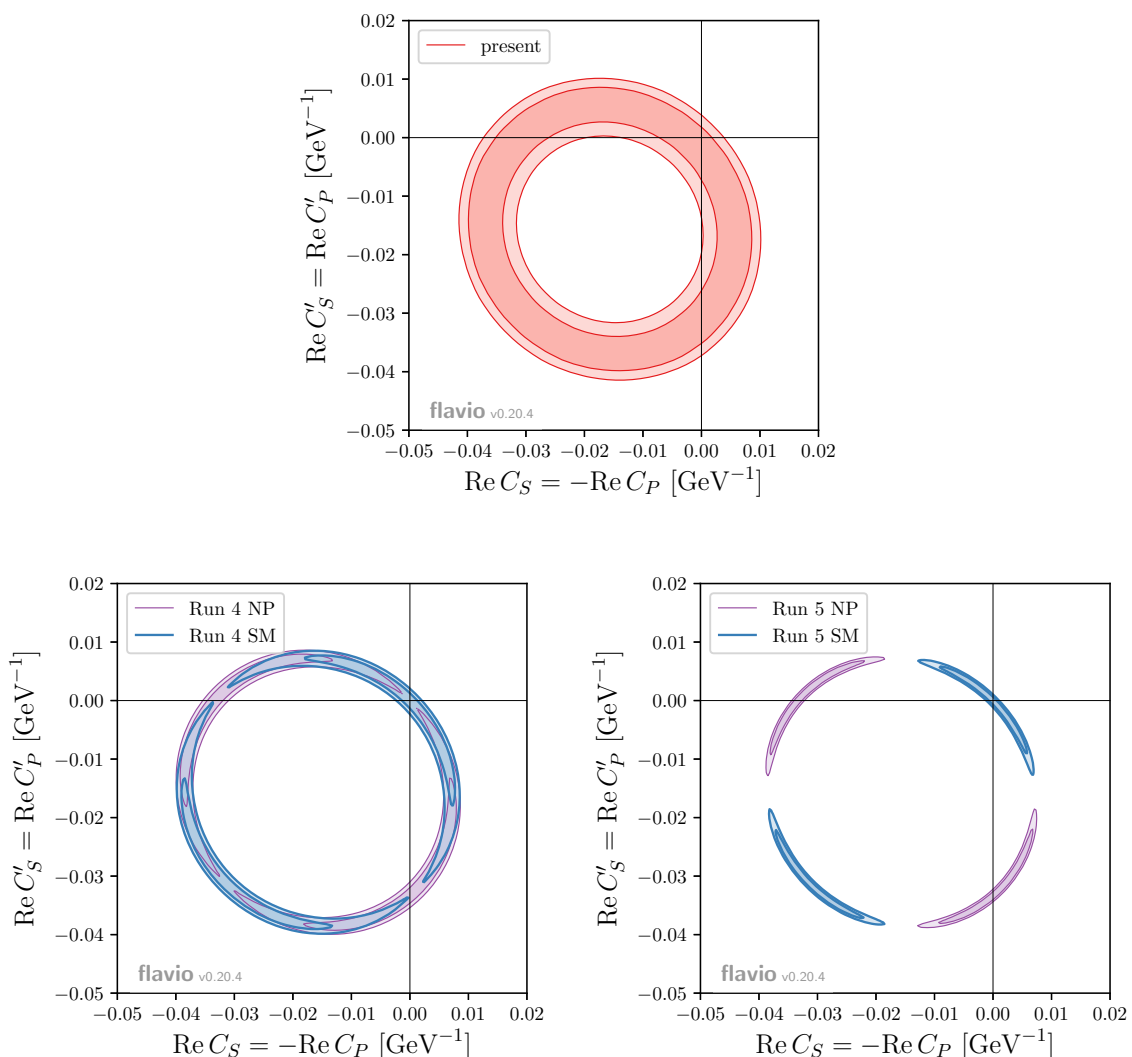 present
0.02
0.01
0.00
−0.01
−0.02
−0.03
−0.04
−0.05
Re C′_S = Re C′_P [GeV⁻¹]
flavio v0.20.4
−0.05 −0.04 −0.03 −0.02 −0.01 0.00 0.01 0.02
Re C_S = −Re C_P [GeV⁻¹]
Run 4 NP
Run 4 SM
0.02
0.01
0.00
−0.01
−0.02
−0.03
−0.04
−0.05
Re C′_S = Re C′_P [GeV⁻¹]
flavio v0.20.4
−0.05 −0.04 −0.03 −0.02 −0.01 0.00 0.01 0.02
Re C_S = −Re C_P [GeV⁻¹]
Run 5 NP
Run 5 SM
0.02
0.01
0.00
−0.01
−0.02
−0.03
−0.04
−0.05
Re C′_S = Re C′_P [GeV⁻¹]
flavio v0.20.4
−0.05 −0.04 −0.03 −0.02 −0.01 0.00 0.01 0.02
Re C_S = −Re C_P [GeV⁻¹]